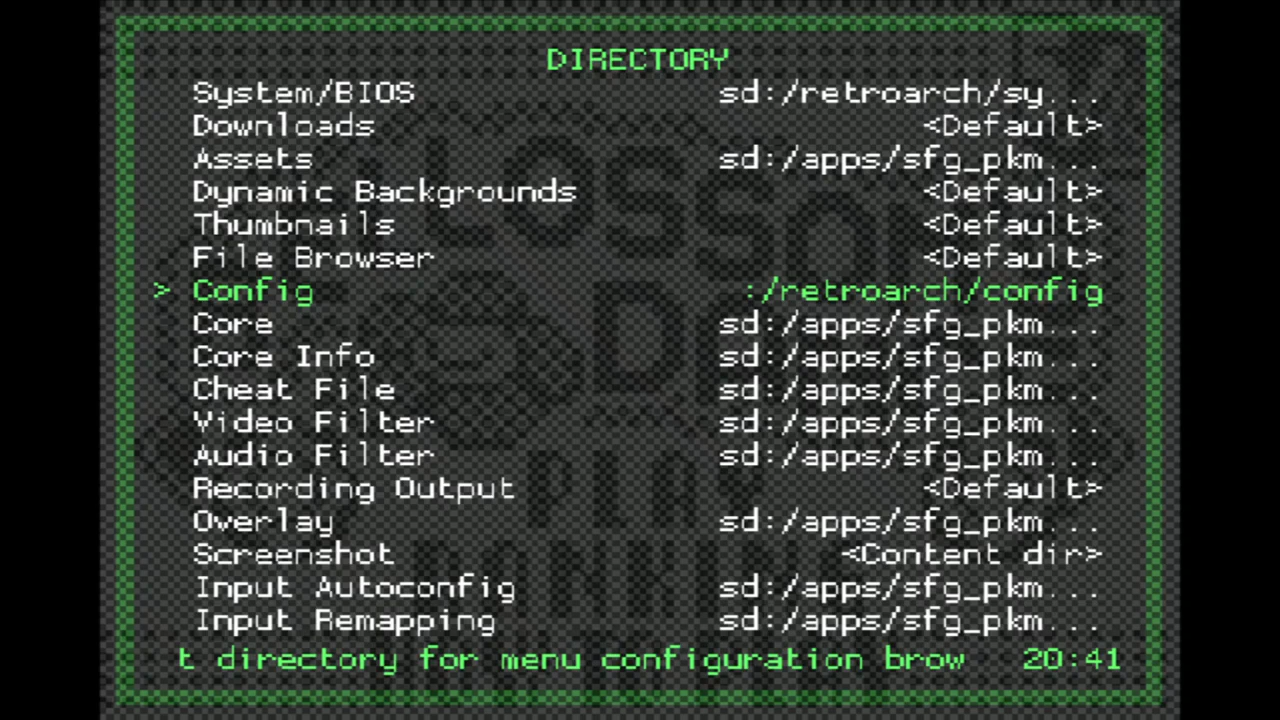 DIRECTORY
System/BIOS sd:/retroarch/sy...
Downloads <Default>
Assets sd:/apps/sfg_pkm...
Dynamic Backgrounds <Default>
Thumbnails <Default>
File Browser <Default>
> Config :/retroarch/config
Core sd:/apps/sfg_pkm...
Core Info sd:/apps/sfg_pkm...
Cheat File sd:/apps/sfg_pkm...
Video Filter sd:/apps/sfg_pkm...
Audio Filter sd:/apps/sfg_pkm...
Recording Output <Default>
Overlay sd:/apps/sfg_pkm...
Screenshot <Content dir>
Input Autoconfig sd:/apps/sfg_pkm...
Input Remapping sd:/apps/sfg_pkm...
t directory for menu configuration brow 20:41